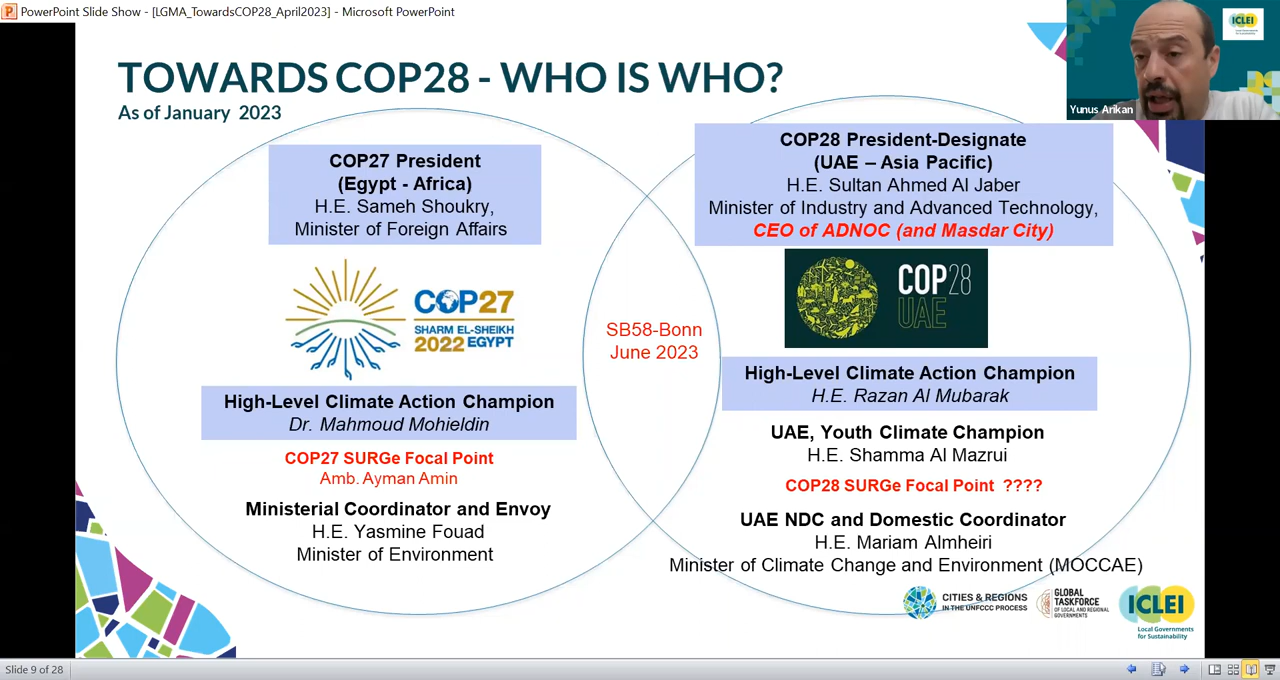 PowerPoint Slide Show - [LGMA_TowardsCOP28_April2023] - Microsoft PowerPoint
ICLEI
Yunus Arikan
TOWARDS COP28 - WHO IS WHO?
As of January 2023
COP27 President
(Egypt - Africa)
H.E. Sameh Shoukry,
Minister of Foreign Affairs
COP27
SHARM EL-SHEIKH
2022 EGYPT
High-Level Climate Action Champion
Dr. Mahmoud Mohieldin
COP27 SURGe Focal Point
Amb. Ayman Amin
Ministerial Coordinator and Envoy
H.E. Yasmine Fouad
Minister of Environment
SB58-Bonn
June 2023
COP28 President-Designate
(UAE – Asia Pacific)
H.E. Sultan Ahmed Al Jaber
Minister of Industry and Advanced Technology,
CEO of ADNOC (and Masdar City)
COP28
UAE
High-Level Climate Action Champion
H.E. Razan Al Mubarak
UAE, Youth Climate Champion
H.E. Shamma Al Mazrui
COP28 SURGe Focal Point ????
UAE NDC and Domestic Coordinator
H.E. Mariam Almheiri
Minister of Climate Change and Environment (MOCCAE)
CITIES & REGIONS
IN THE UNFCCC PROCESS
GLOBAL
TASKFORCE
OF LOCAL AND REGIONAL
GOVERNMENTS
ICLEI
Local Governments
for Sustainability
Slide 9 of 28